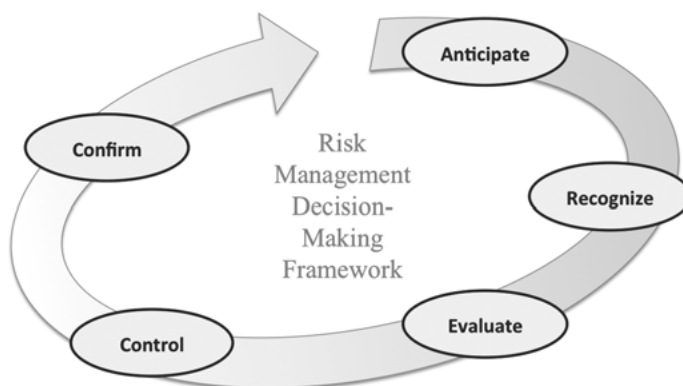 Anticipate
Recognize
Evaluate
Control
Confirm
Risk
Management
Decision-
Making
Framework